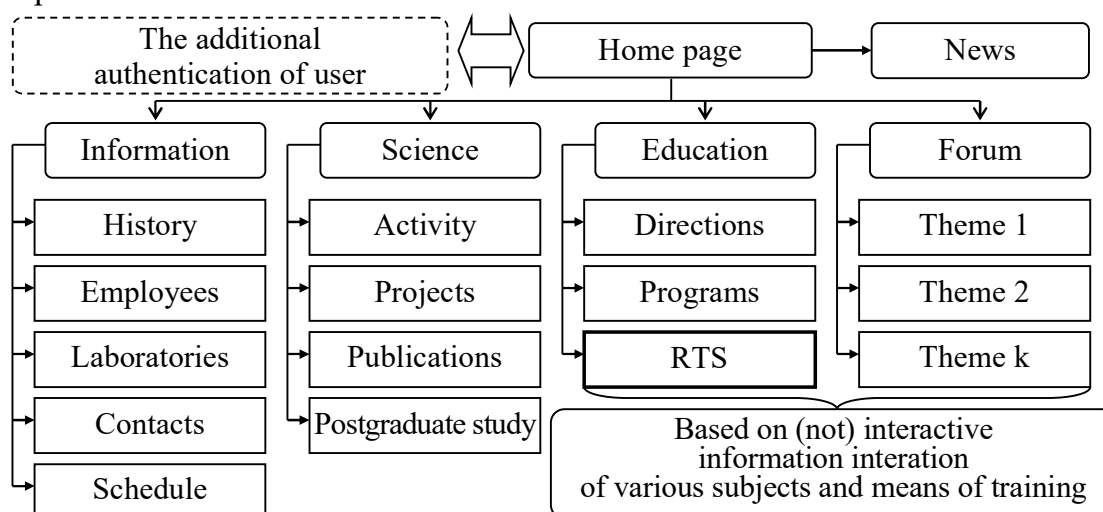 The additional
authentication of user
Home page
News
Information
Science
Education
Forum
History
Activity
Directions
Theme 1
Employees
Projects
Programs
Theme 2
Laboratories
Publications
RTS
Theme k
Contacts
Postgraduate study
Schedule
Based on (not) interactive
information interation
of various subjects and means of training